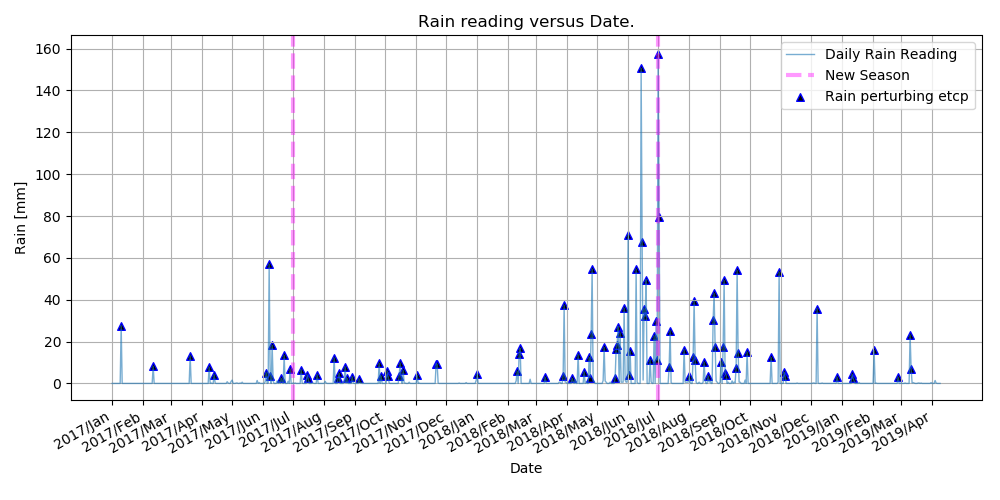 Rain reading versus Date.
160
140
120
100
80
60
40
20
0
Rain [mm]
Daily Rain Reading
New Season
Rain perturbing etcp
2017/Jan
2017/Feb
2017/Mar
2017/Apr
2017/May
2017/Jun
2017/Jul
2017/Aug
2017/Sep
2017/Oct
2017/Nov
2017/Dec
2018/Jan
2018/Feb
2018/Mar
2018/Apr
2018/May
2018/Jun
2018/Jul
2018/Aug
2018/Sep
2018/Oct
2018/Nov
2018/Dec
2019/Jan
2019/Feb
2019/Mar
2019/Apr
Date